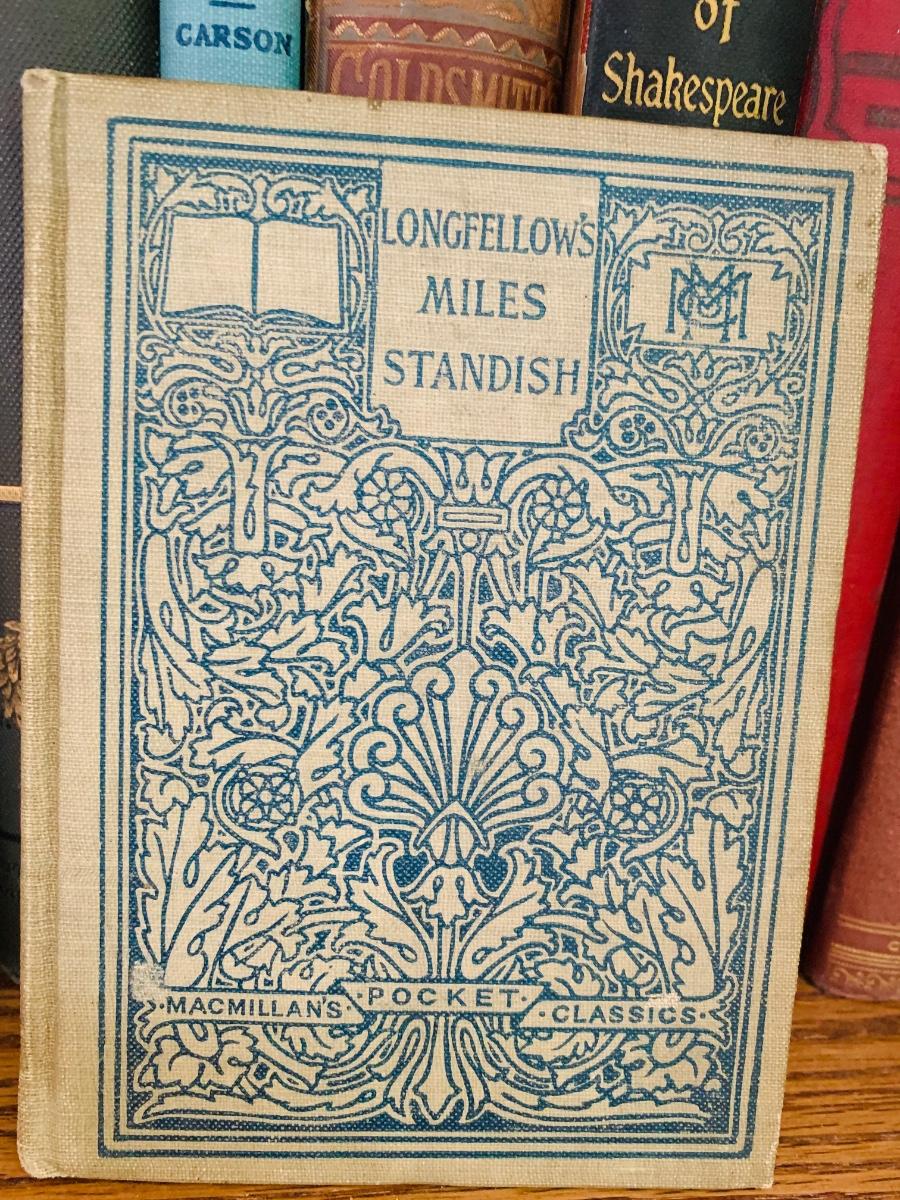 CARSON
GOLDSMITH
of
Shakespeare
LONGFELLOW'S
MILES
STANDISH
·MACMILLAN'S· POCKET· ·CLASSICS·